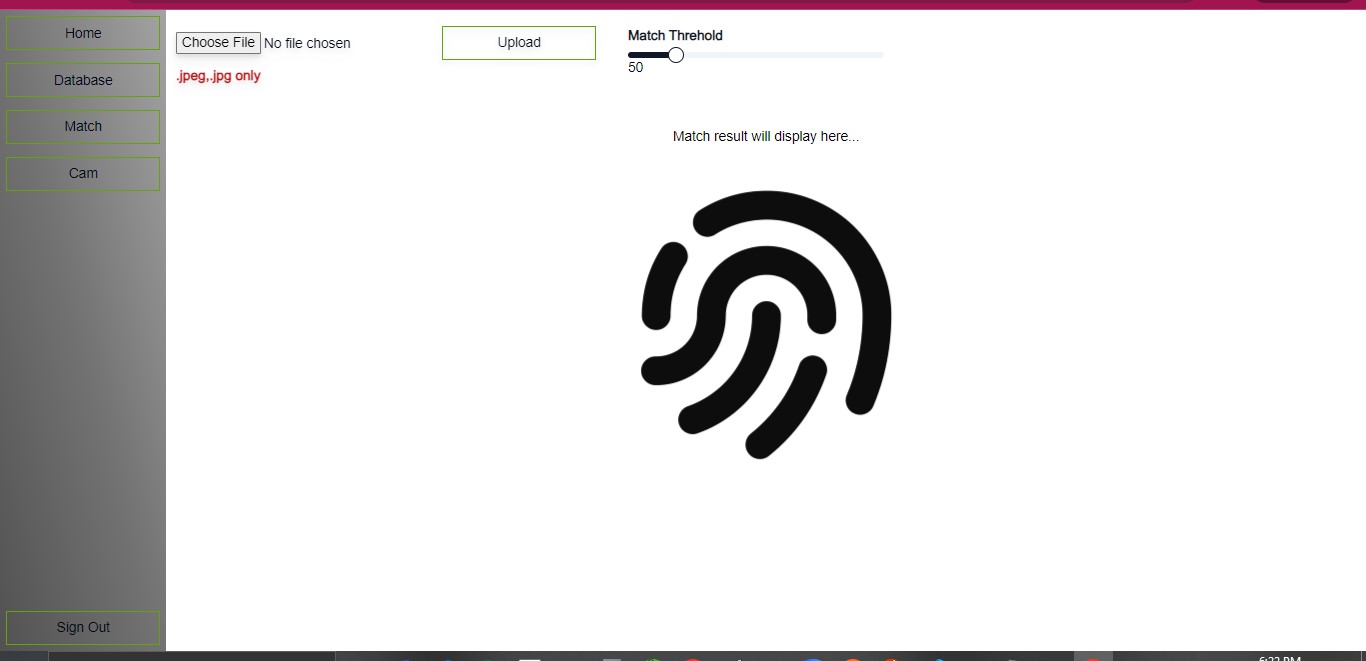 Home
Database
Match
Cam
Sign Out
Choose File No file chosen
.jpeg,.jpg only
Upload
Match Threhold
50
Match result will display here...